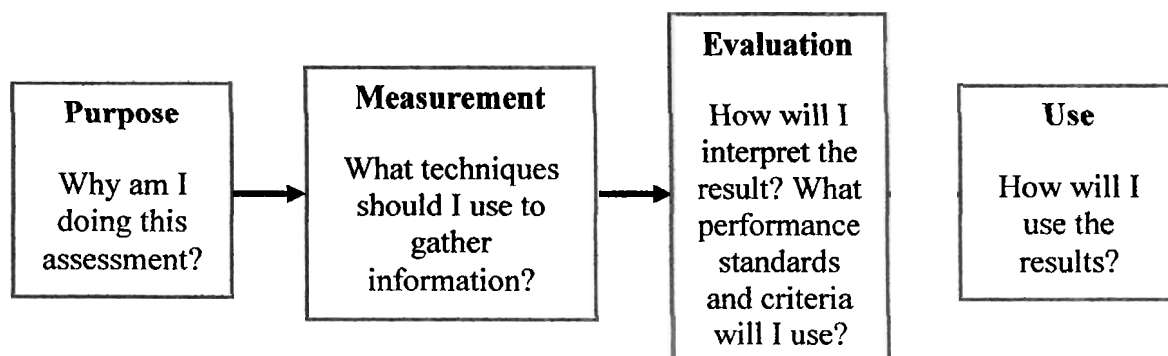 Purpose
Why am I
doing this
assessment?
Measurement
What techniques
should I use to
gather
information?
Evaluation
How will I
interpret the
result? What
performance
standards
and criteria
will I use?
Use
How will I
use the
results?